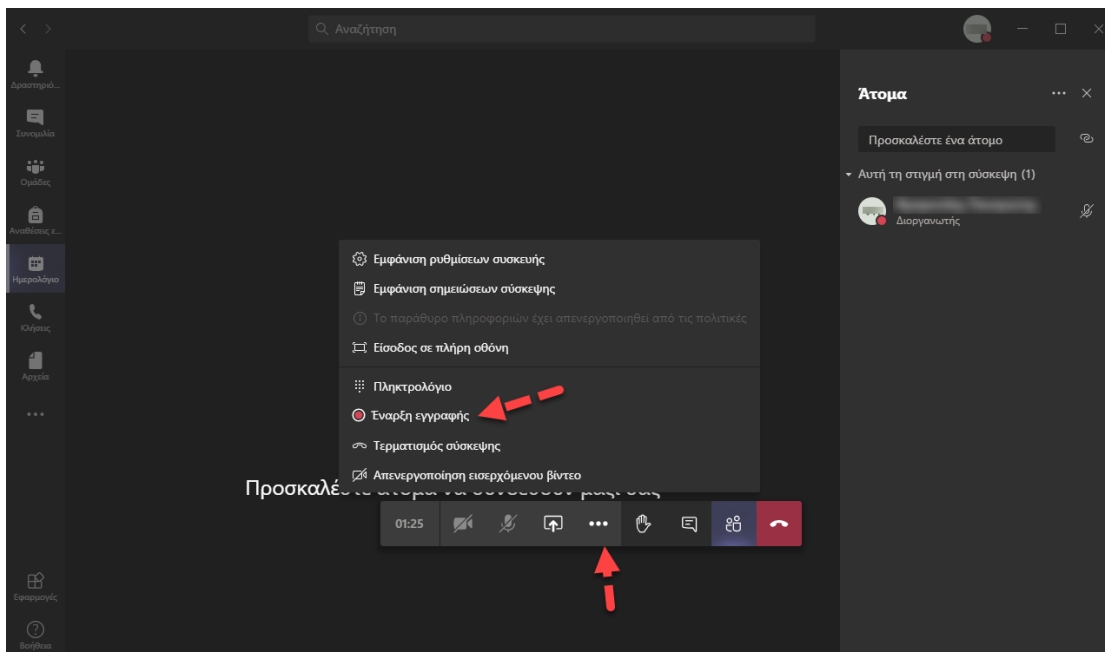 Αναζήτηση
Δραστηριό...
Συνομιλία
Ομάδες
Αναθέσεις ε...
Ημερολόγιο
Κλήσεις
Αρχεία
Εφαρμογές
Βοήθεια
Εμφάνιση ρυθμίσεων συσκευής
Εμφάνιση σημειώσεων σύσκεψης
Το παράθυρο πληροφοριών έχει απενεργοποιηθεί από τις πολιτικές
Είσοδος σε πλήρη οθόνη
Πληκτρολόγιο
Έναρξη εγγραφής
Τερματισμός σύσκεψης
Απενεργοποίηση εισερχόμενου βίντεο
01:25
Άτομα
Προσκαλέστε ένα άτομο
Αυτή τη στιγμή στη σύσκεψη (1)
Διοργανωτής